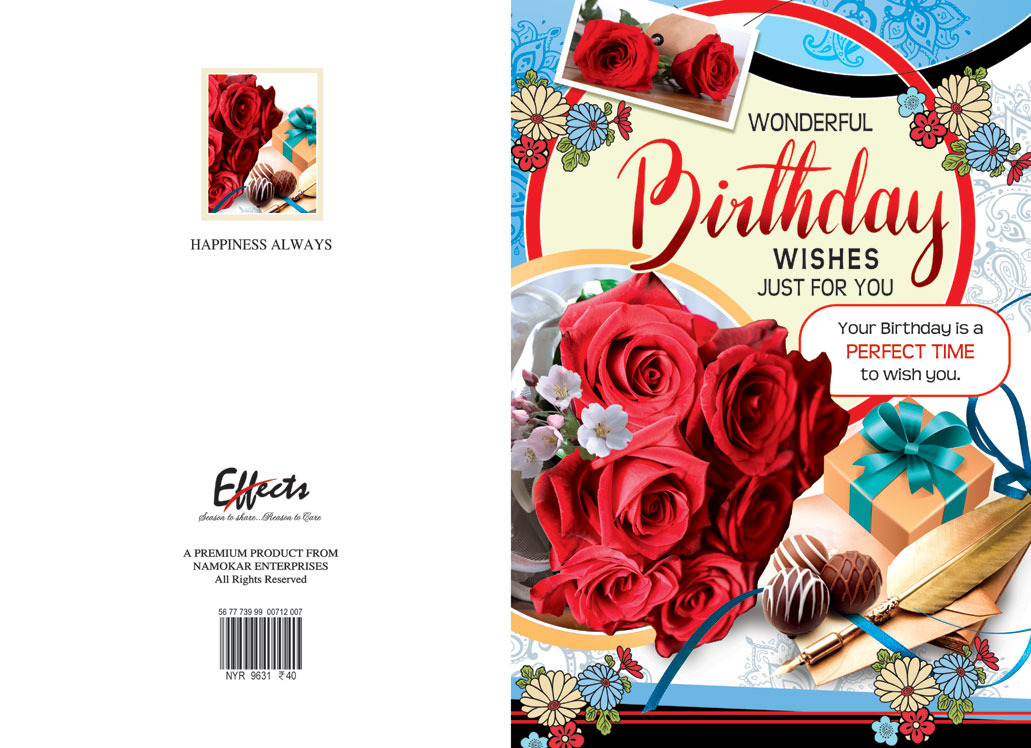 HAPPINESS ALWAYS
Effects
Season to share...Reason to Care
A PREMIUM PRODUCT FROM
NAMOKAR ENTERPRISES
All Rights Reserved
56 77 739 99 00712 007
NYR 9631 ₹ 40
WONDERFUL
Birthday
WISHES
JUST FOR YOU
Your Birthday is a
PERFECT TIME
to wish you.